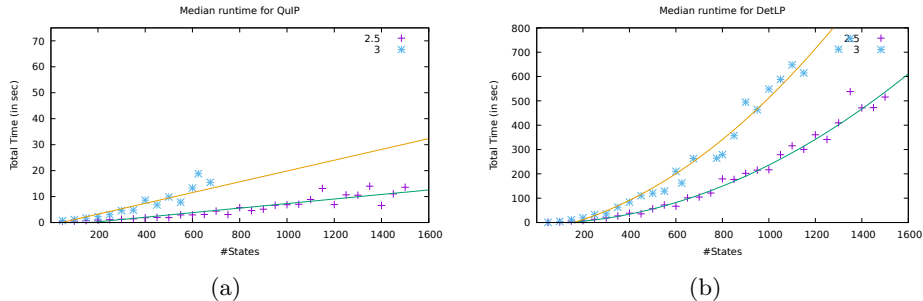 Median runtime for QuIP
Total Time (in sec)
70
60
50
40
30
20
10
0
2.5
3
200 400 600 800 1000 1200 1400 1600
#States
(a)
Median runtime for DetLP
Total Time (in sec)
800
700
600
500
400
300
200
100
0
2.5
3
200 400 600 800 1000 1200 1400 1600
#States
(b)